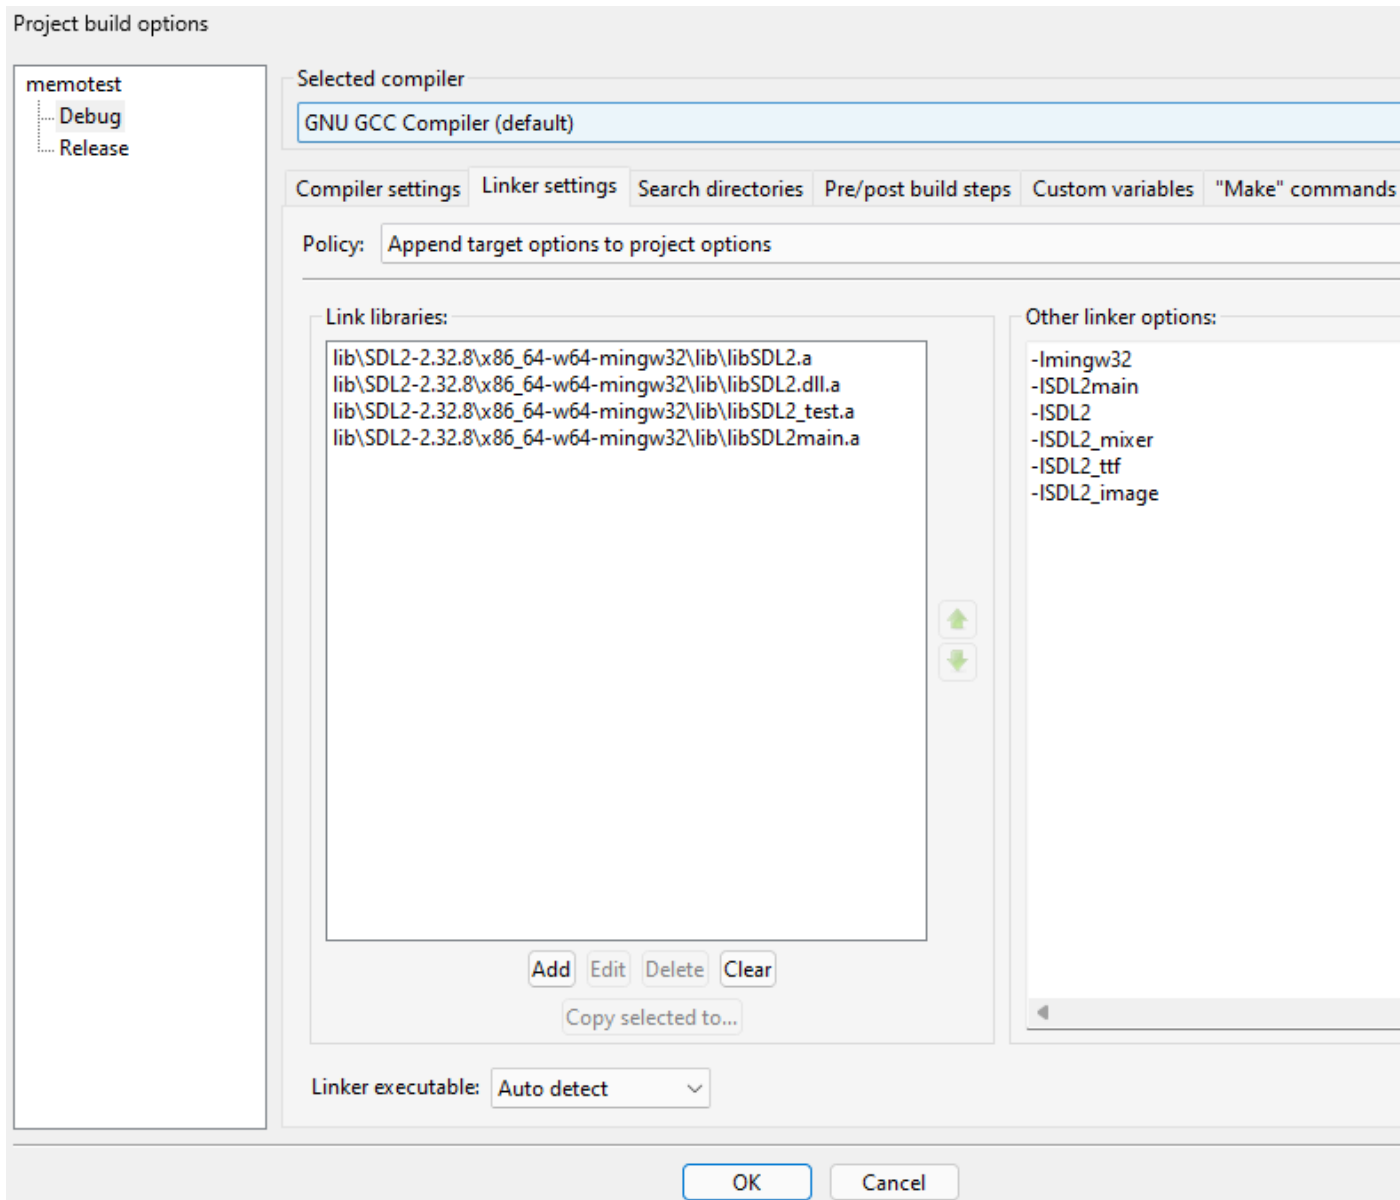 Project build options
memotest
Debug
Release
Selected compiler
GNU GCC Compiler (default)
Compiler settings
Linker settings
Search directories
Pre/post build steps
Custom variables
"Make" commands
Policy:
Append target options to project options
Link libraries:
lib\SDL2-2.32.8\x86_64-w64-mingw32\lib\libSDL2.a
lib\SDL2-2.32.8\x86_64-w64-mingw32\lib\libSDL2.dll.a
lib\SDL2-2.32.8\x86_64-w64-mingw32\lib\libSDL2_test.a
lib\SDL2-2.32.8\x86_64-w64-mingw32\lib\libSDL2main.a
Add
Edit
Delete
Clear
Copy selected to...
Other linker options:
-lmingw32
-lSDL2main
-lSDL2
-lSDL2_mixer
-lSDL2_ttf
-lSDL2_image
Linker executable:
Auto detect
OK
Cancel